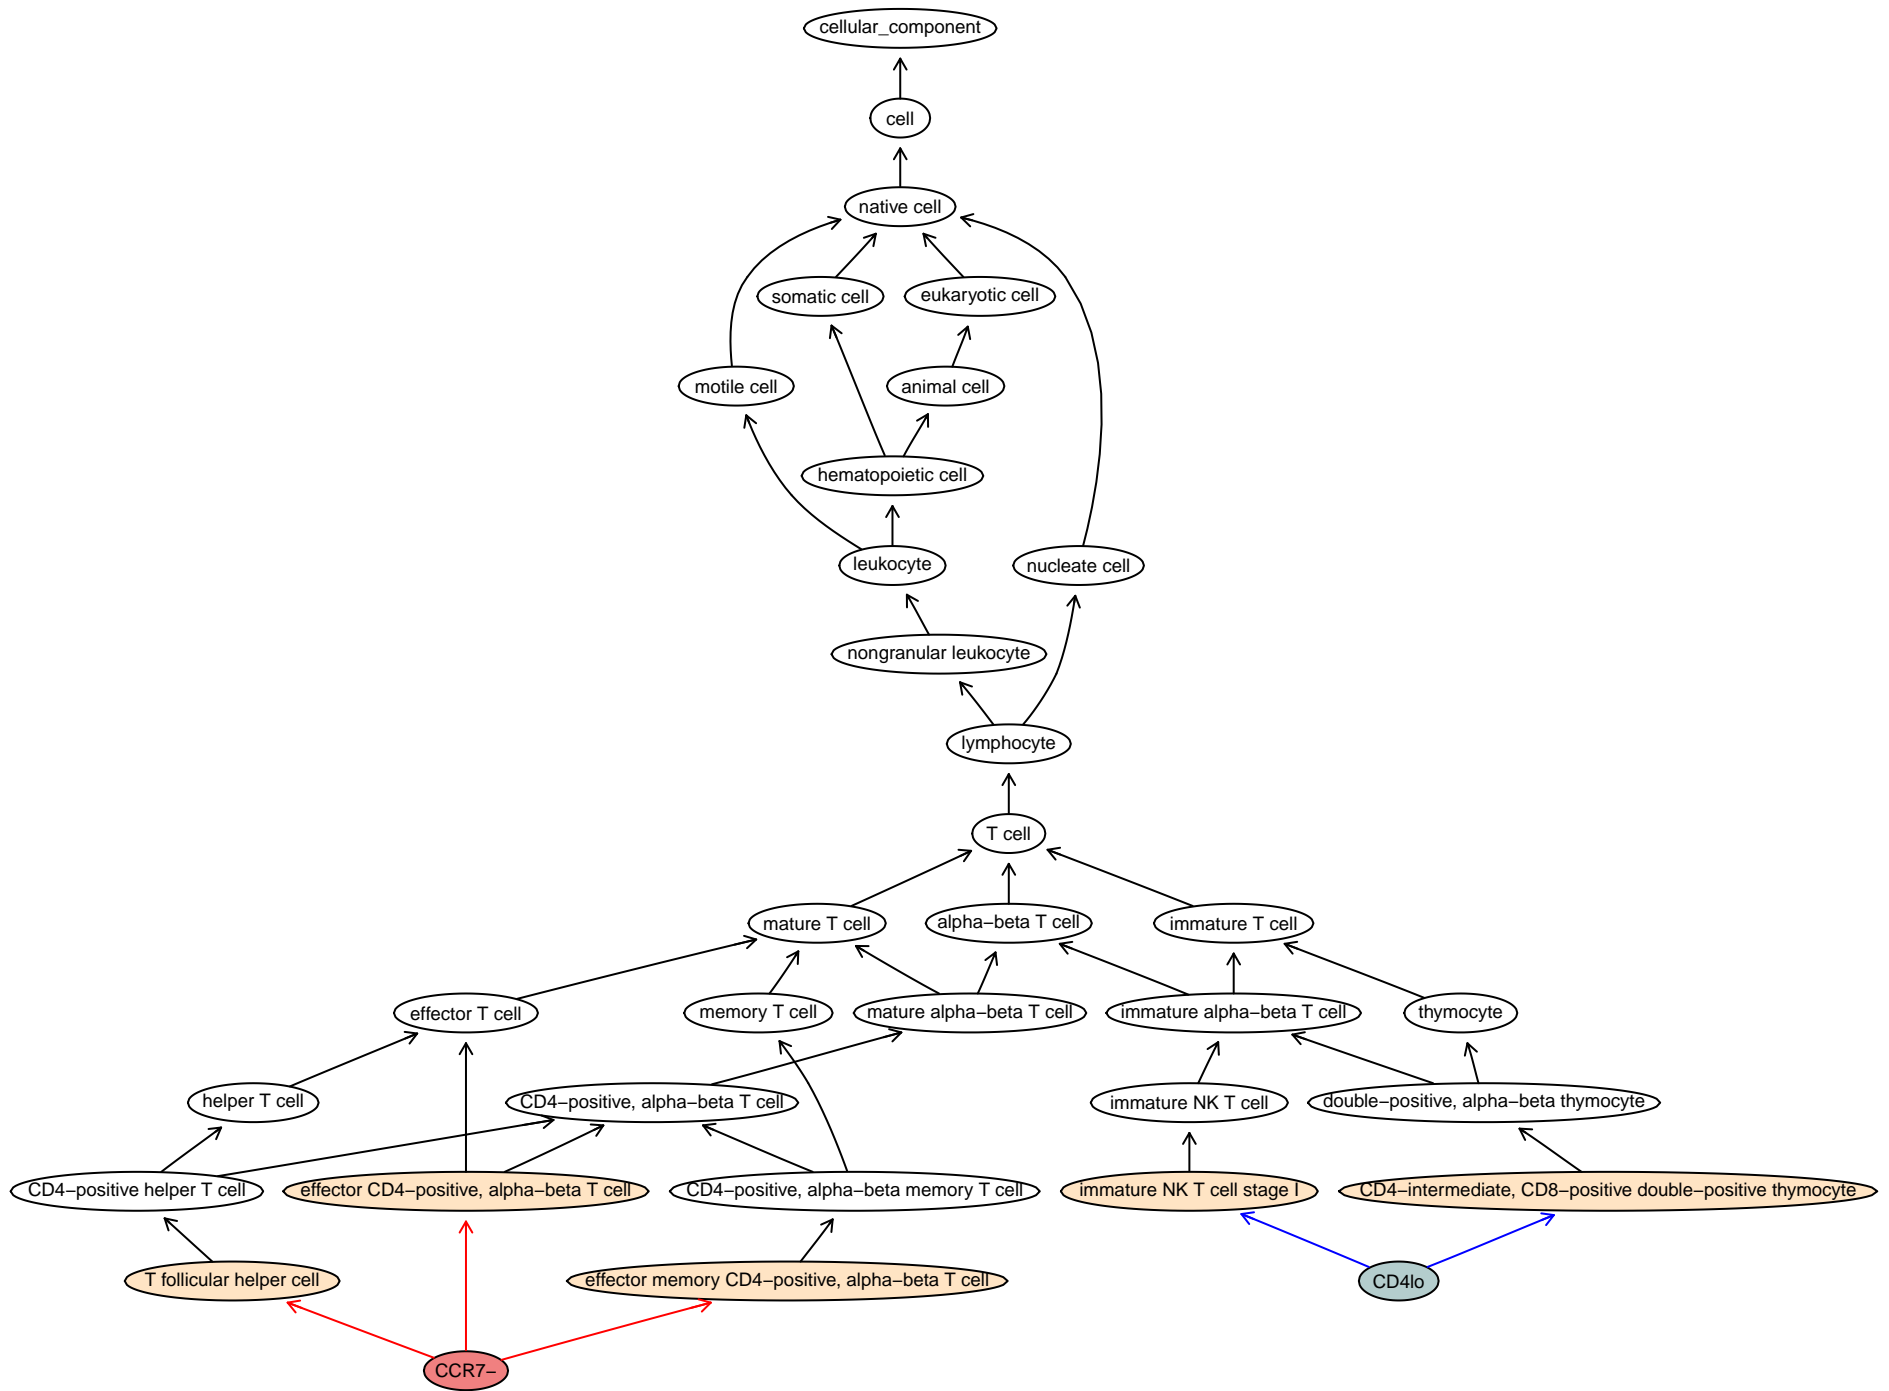 cellular_component
cell
native cell
somatic cell
eukaryotic cell
motile cell
animal cell
hematopoietic cell
leukocyte
nucleate cell
nongranular leukocyte
lymphocyte
T cell
mature T cell
alpha−beta T cell
immature T cell
effector T cell
memory T cell
mature alpha−beta T cell
immature alpha−beta T cell
thymocyte
helper T cell
CD4−positive, alpha−beta T cell
immature NK T cell
double−positive, alpha−beta thymocyte
CD4−positive helper T cell
effector CD4−positive, alpha−beta T cell
CD4−positive, alpha−beta memory T cell
immature NK T cell stage I
CD4−intermediate, CD8−positive double−positive thymocyte
T follicular helper cell
effector memory CD4−positive, alpha−beta T cell
CD4lo
CCR7−